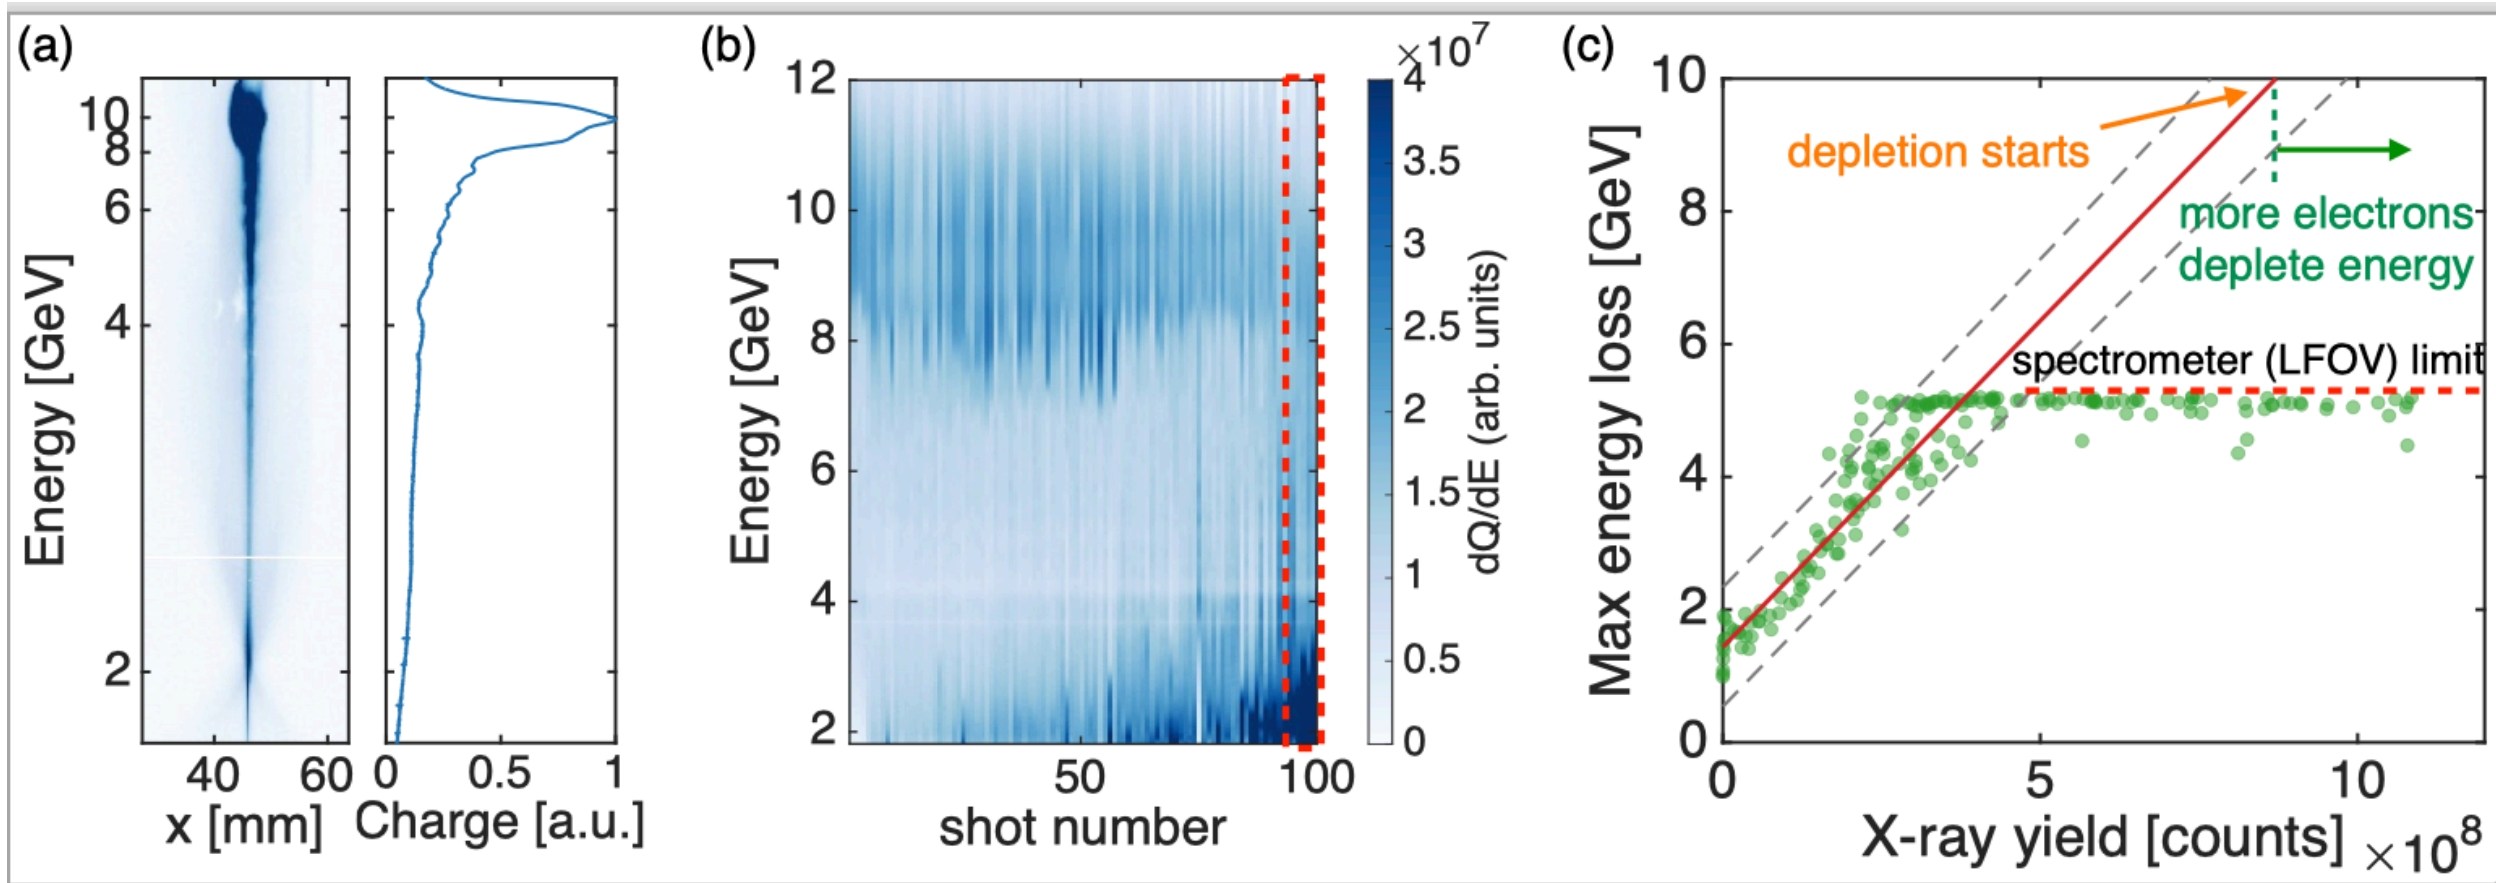 (a)
10
8
6
4
2
Energy [GeV]
40 60
x [mm]
0 0.5 1
Charge [a.u.]
(b)
12
10
8
6
4
2
Energy [GeV]
50 100
shot number
×10⁷
4
3.5
3
2.5
2
1.5
1
0.5
0
dQ/dE (arb. units)
(c)
10
8
6
4
2
0
Max energy loss [GeV]
depletion starts
more electrons
deplete energy
spectrometer (LFOV) limit
0 5 10
X-ray yield [counts] ×10⁸